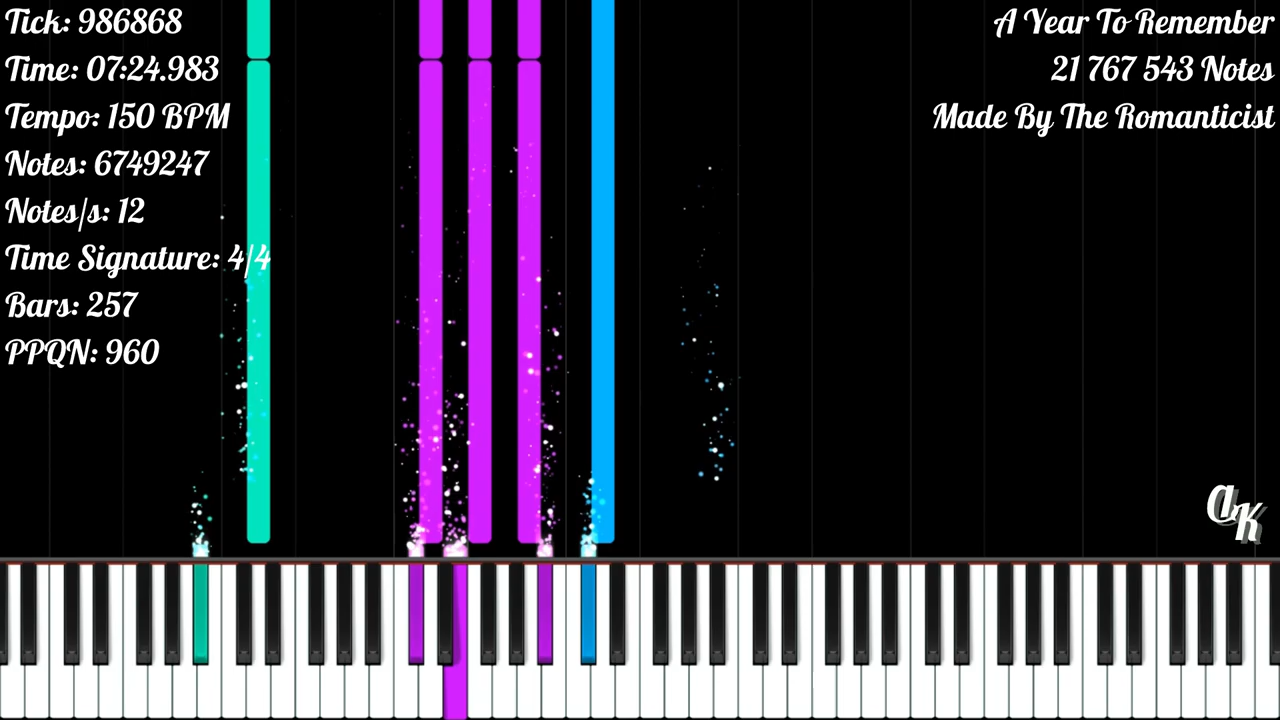 Tick: 986868
Time: 07:24.983
Tempo: 150 BPM
Notes: 6749247
Notes/s: 12
Time Signature: 4/4
Bars: 257
PPQN: 960
A Year To Remember
21 767 543 Notes
Made By The Romanticist
aK